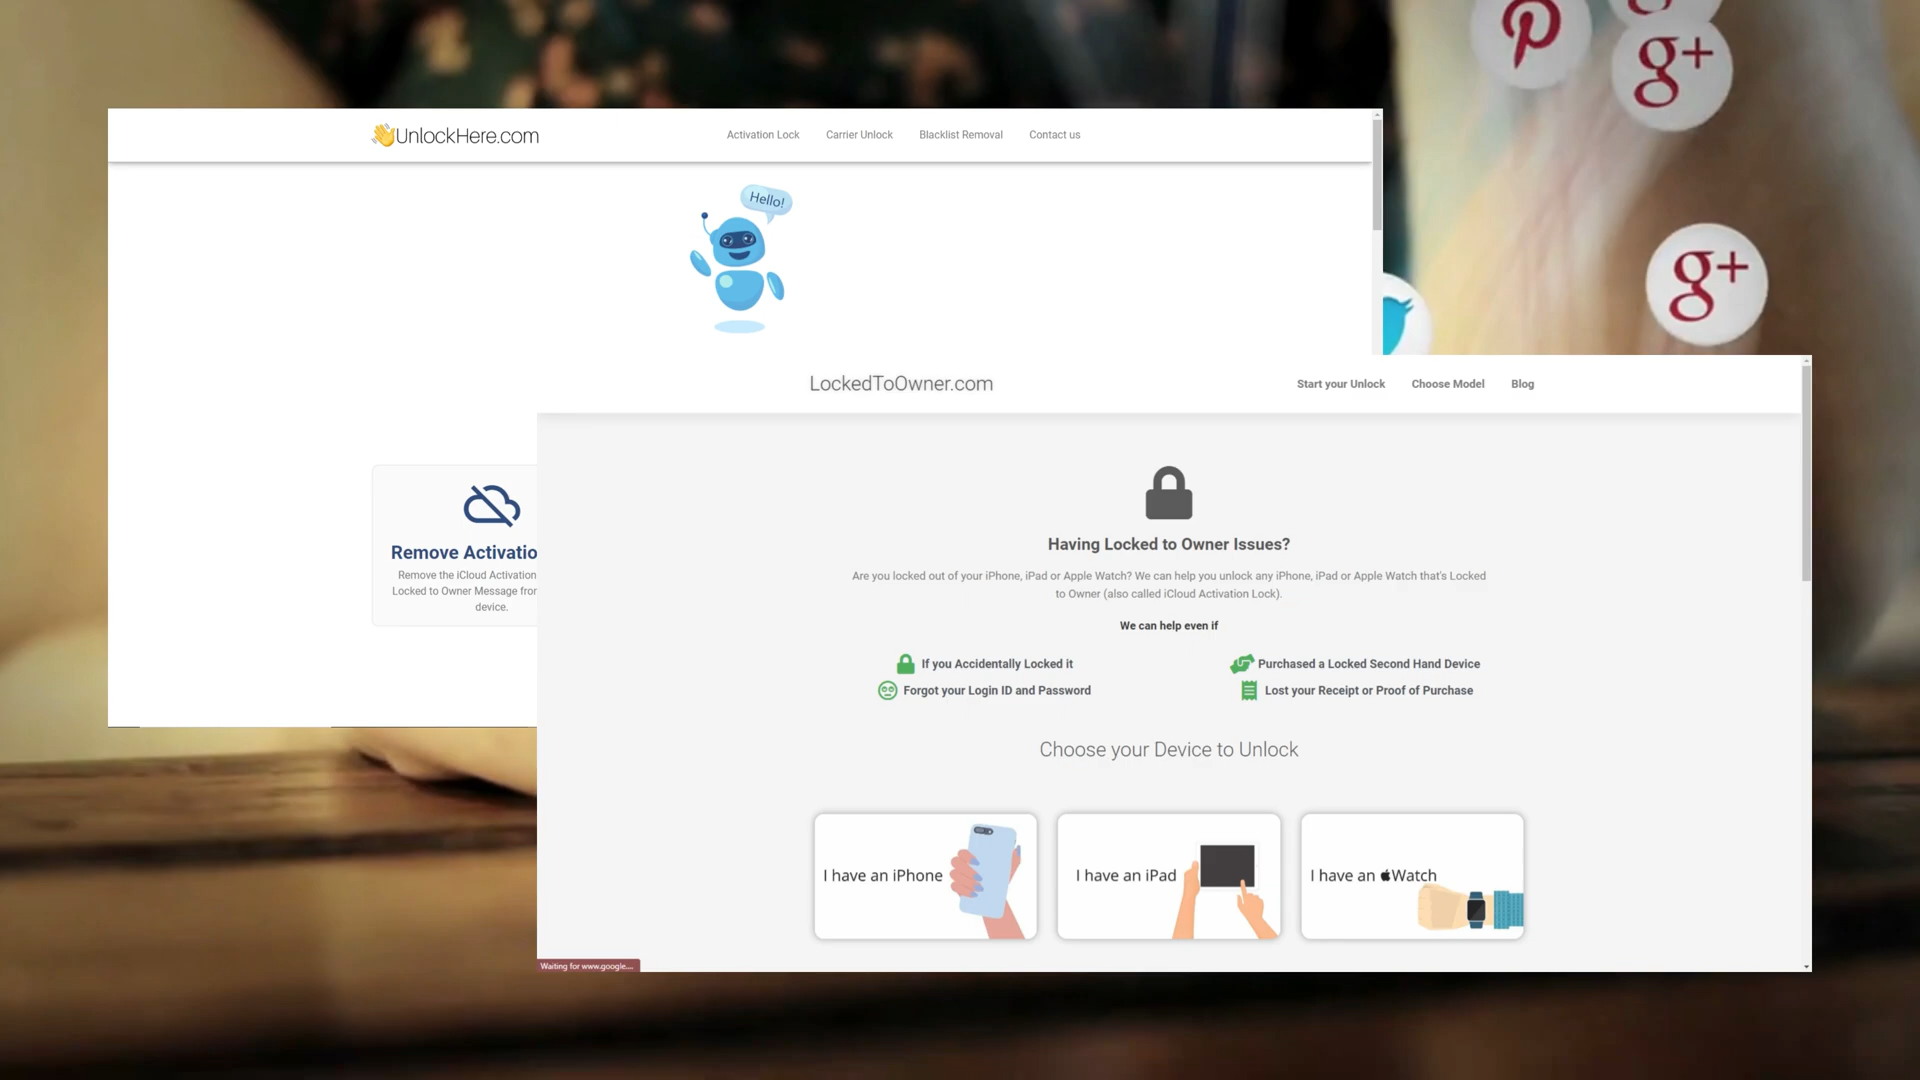 UnlockHere.com
Activation Lock
Carrier Unlock
Blacklist Removal
Contact us
Hello!
g+
g+
Remove Activatio
Remove the iCloud Activation
Locked to Owner Message from
device.
LockedToOwner.com
Start your Unlock
Choose Model
Blog
Having Locked to Owner Issues?
Are you locked out of your iPhone, iPad or Apple Watch? We can help you unlock any iPhone, iPad or Apple Watch that's Locked
to Owner (also called iCloud Activation Lock).
We can help even if
If you Accidentally Locked it
Purchased a Locked Second Hand Device
Forgot your Login ID and Password
Lost your Receipt or Proof of Purchase
Choose your Device to Unlock
I have an iPhone
I have an iPad
I have an Watch
Waiting for www.google....